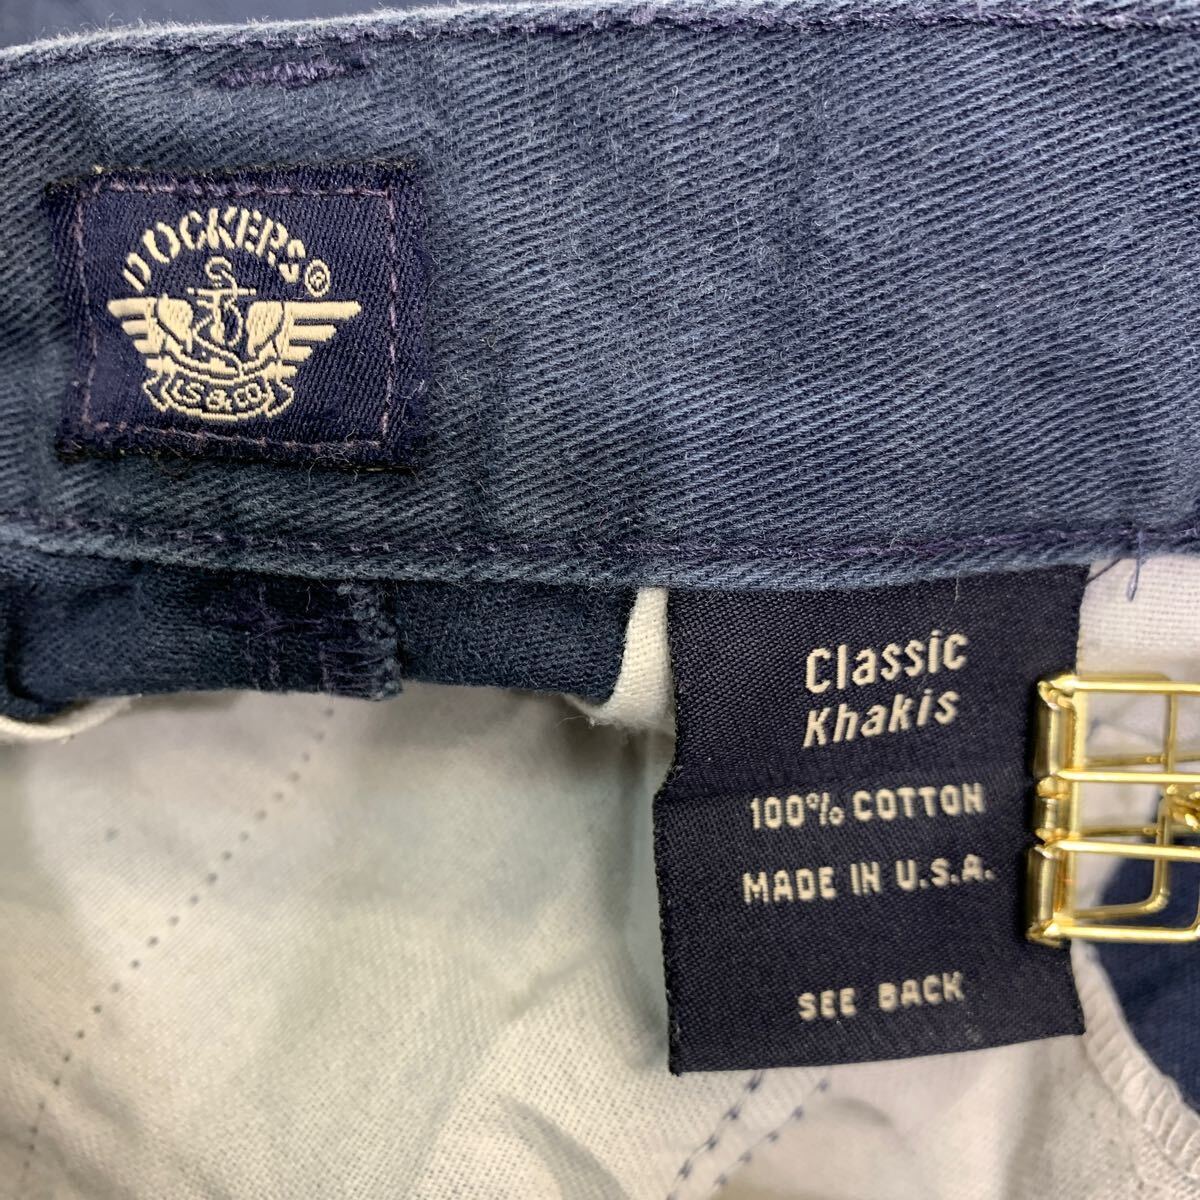 DOCKERS®
LS & CO
Classic
Khakis
100% COTTON
MADE IN U.S.A.
SEE BACK